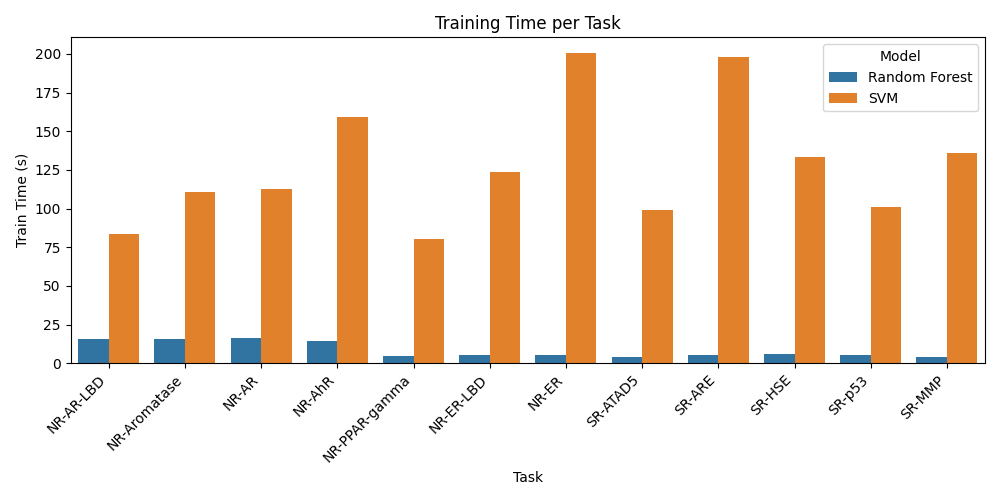 Training Time per Task
Train Time (s)
200
175
150
125
100
75
50
25
0
Model
Random Forest
SVM
NR-AR-LBD
NR-Aromatase
NR-AR
NR-AhR
NR-PPAR-gamma
NR-ER-LBD
NR-ER
SR-ATAD5
SR-ARE
SR-HSE
SR-p53
SR-MMP
Task